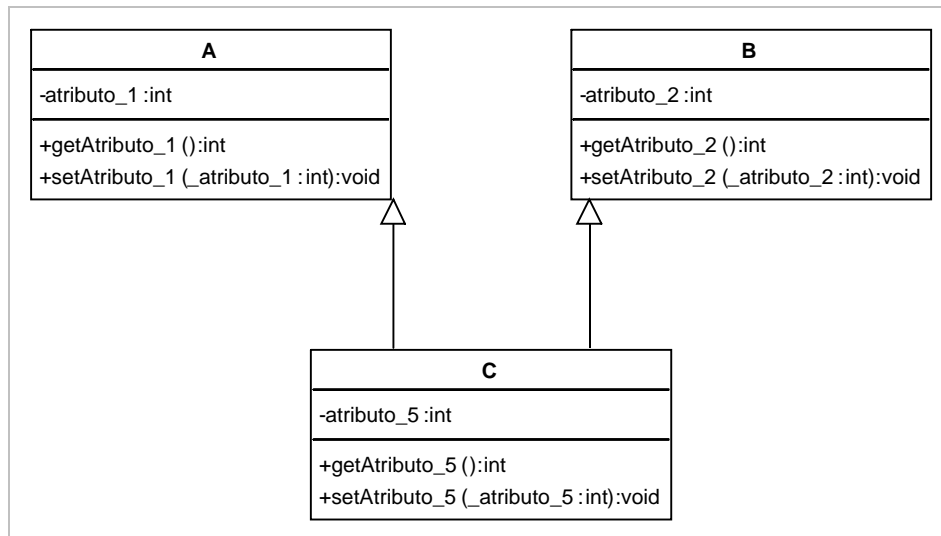 A
-atributo_1 :int
+getAtributo_1 ():int
+setAtributo_1 (_atributo_1 :int):void
B
-atributo_2 :int
+getAtributo_2 ():int
+setAtributo_2 (_atributo_2 :int):void
C
-atributo_5 :int
+getAtributo_5 ():int
+setAtributo_5 (_atributo_5 :int):void